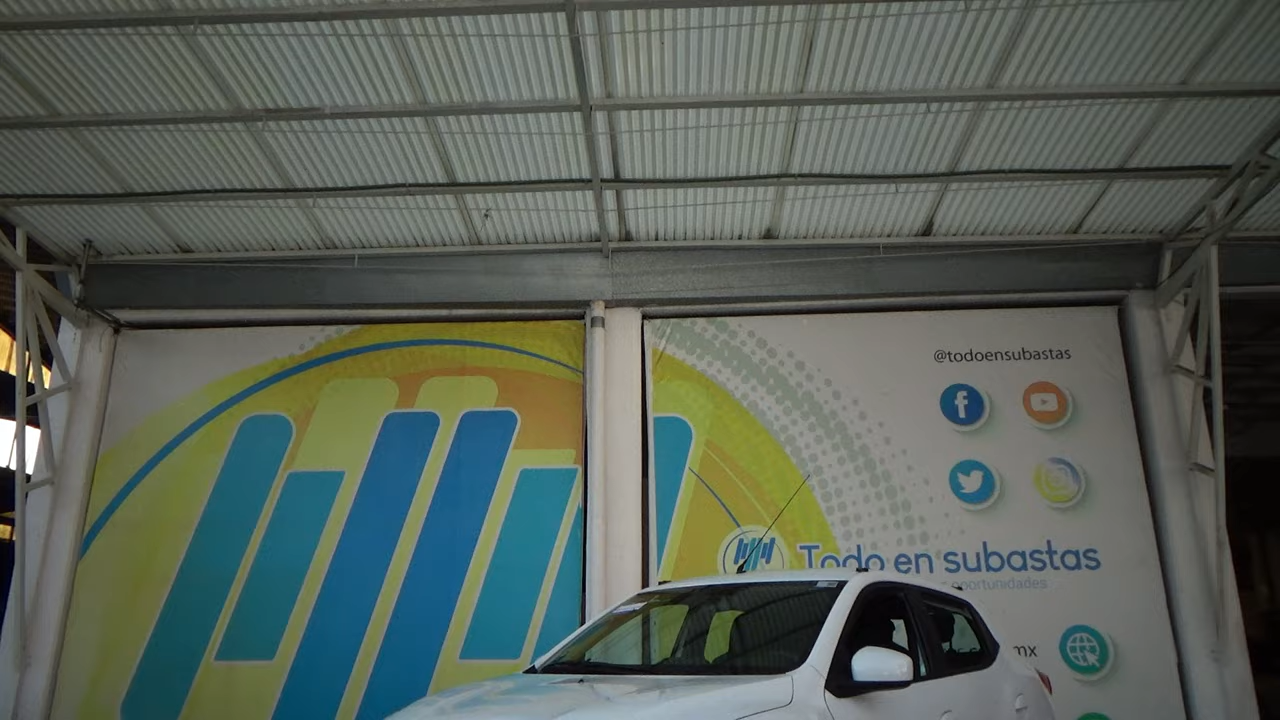 @todoensubastas
Todo en subastas
oportunidades
mx